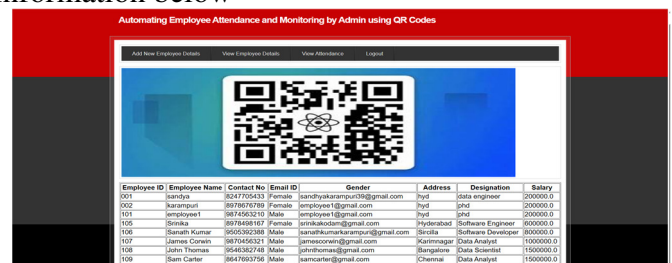 information below
Automating Employee Attendance and Monitoring by Admin using QR Codes
Add New Employee Details View Employee Details View Attendance Logout
Employee ID Employee Name Contact No Email ID Gender Address Designation Salary
001 sandya 8247705433 Female sandhyakarampuri39@gmail.com hyd data engineer 200000.0
002 karampuri 8978676789 Female employee1@gmail.com hyd phd 200000.0
101 employee1 9874563210 Male employee1@gmail.com hyd phd 200000.0
105 Srinika 8978498167 Female srinikakodam@gmail.com Hyderabad Software Engineer 600000.0
106 Sanath Kumar 9505392388 Male sanathkumarkarampuri@gmail.com Sircilla Software Developer 800000.0
107 James Corwin 9870456321 Male jamescorwin@gmail.com Karimnagar Data Analyst 1000000.0
108 John Thomas 9546382748 Male johnthomas@gmail.com Bangalore Data Scientist 1500000.0
109 Sam Carter 8647693756 Male samcarter@gmail.com Chennai Data Analyst 1500000.0